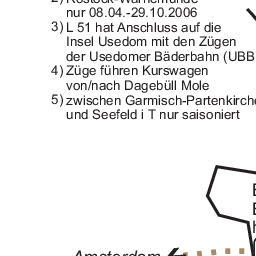 2) Rostock-Warnemünde
nur 08.04.-29.10.2006
3) L 51 hat Anschluss auf die
Insel Usedom mit den Zügen
der Usedomer Bäderbahn (UBB
4) Züge führen Kurswagen
von/nach Dagebüll Mole
5) zwischen Garmisch-Partenkirche
und Seefeld i T nur saisoniert
Amsterdam